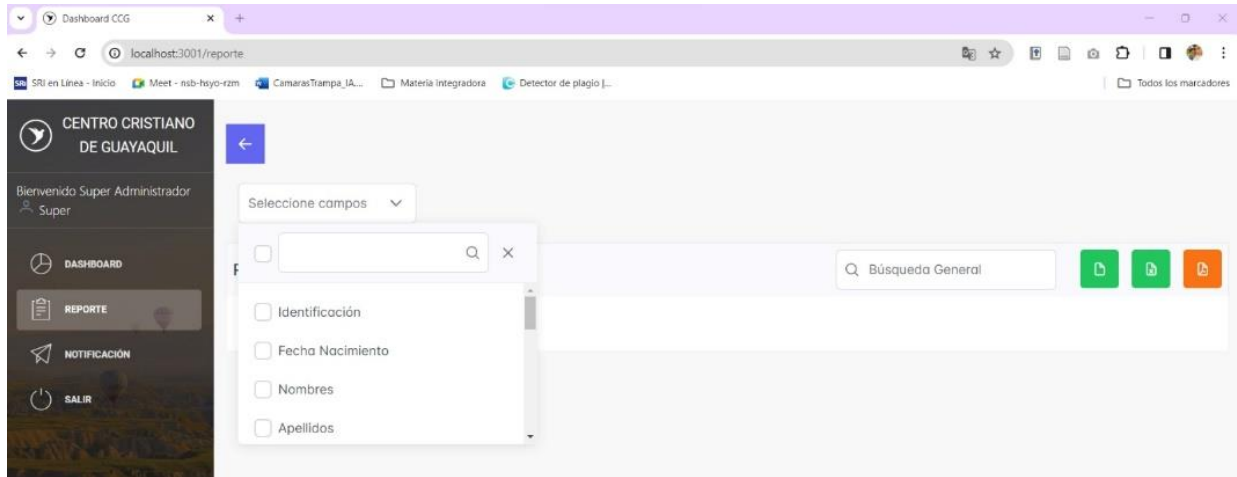 Dashboard CCG
localhost:3001/reporte
SRI SRI en Línea - Inicio Meet - nsb-hsyo-rzm CamarasTrampa_IA... Materia integradora Detector de plagio |... Todos los marcadores
CENTRO CRISTIANO
DE GUAYAQUIL
Bienvenido Super Administrador
Super
Seleccione campos
DASHBOARD
Búsqueda General
REPORTE
Identificación
Fecha Nacimiento
NOTIFICACIÓN
Nombres
SALIR
Apellidos